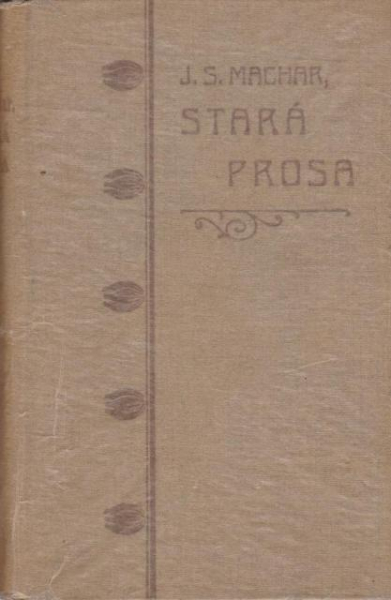 J. S. MACHAR,
STARÁ
PROSA